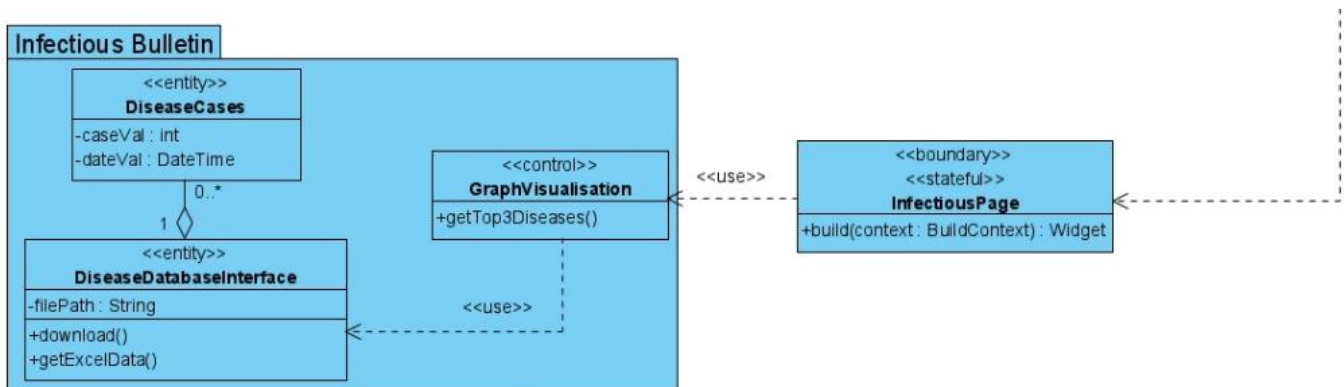 Infectious Bulletin
<<entity>>
DiseaseCases
-caseVal : int
-dateVal : DateTime
0..*
1
<<entity>>
DiseaseDatabaseInterface
-filePath : String
+download()
+getExcelData()
<<control>>
GraphVisualisation
+getTop3Diseases()
<<use>>
<<use>>
<<boundary>>
<<stateful>>
InfectiousPage
+build(context : BuildContext) : Widget